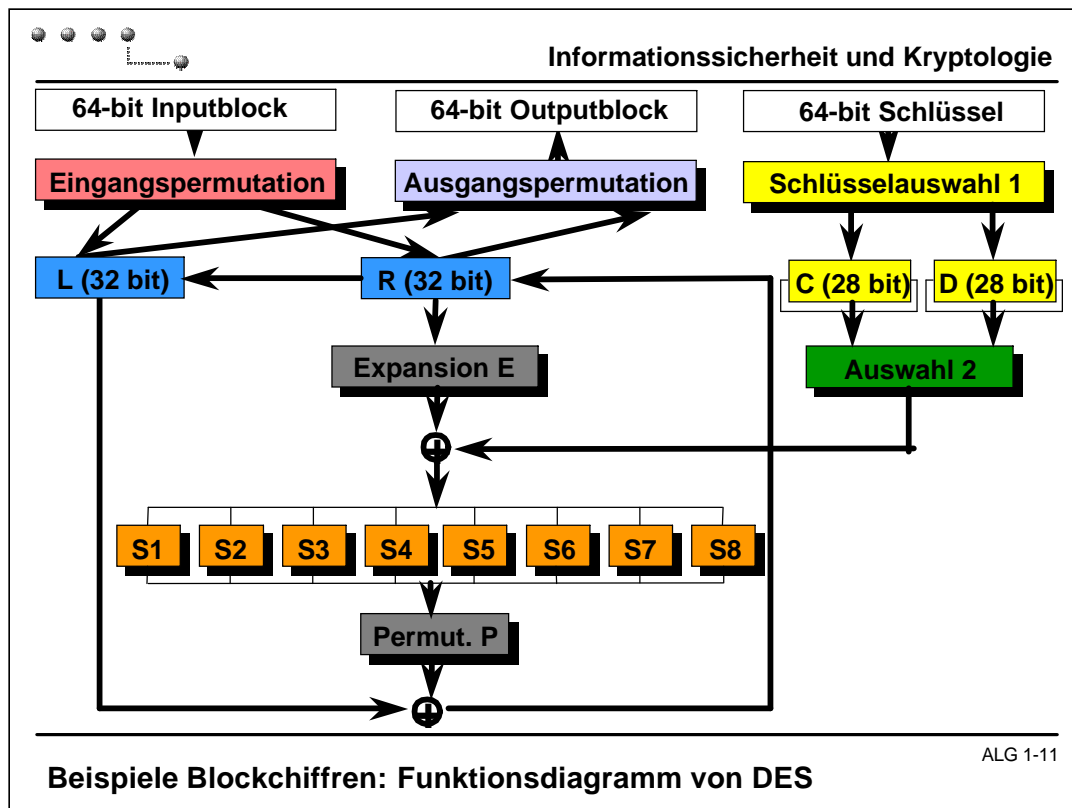 Informationssicherheit und Kryptologie
64-bit Inputblock
64-bit Outputblock
64-bit Schlüssel
Eingangspermutation
Ausgangspermutation
Schlüsselauswahl 1
L (32 bit)
R (32 bit)
C (28 bit)
D (28 bit)
Expansion E
Auswahl 2
S1
S2
S3
S4
S5
S6
S7
S8
Permut. P
ALG 1-11
Beispiele Blockchiffren: Funktionsdiagramm von DES